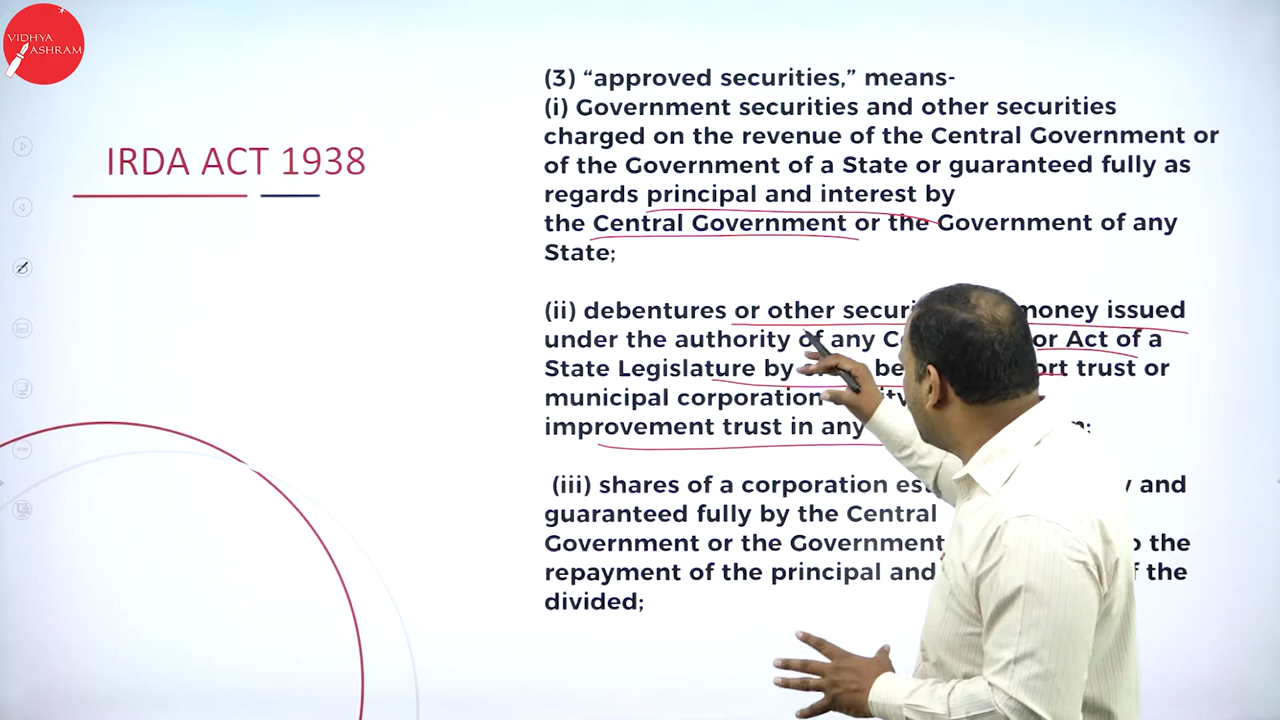 VIDHYA
ASHRAM
IRDA ACT 1938
(3) “approved securities,” means-
(i) Government securities and other securities
charged on the revenue of the Central Government or
of the Government of a State or guaranteed fully as
regards principal and interest by
the Central Government or the Government of any
State;
(ii) debentures or other money issued
under the authority of any or Act of a
State Legislature by trust or
municipal corporation
improvement trust in any
(iii) shares of a corporation and
guaranteed fully by the Central
Government or the Government the
repayment of the principal and the
divided;